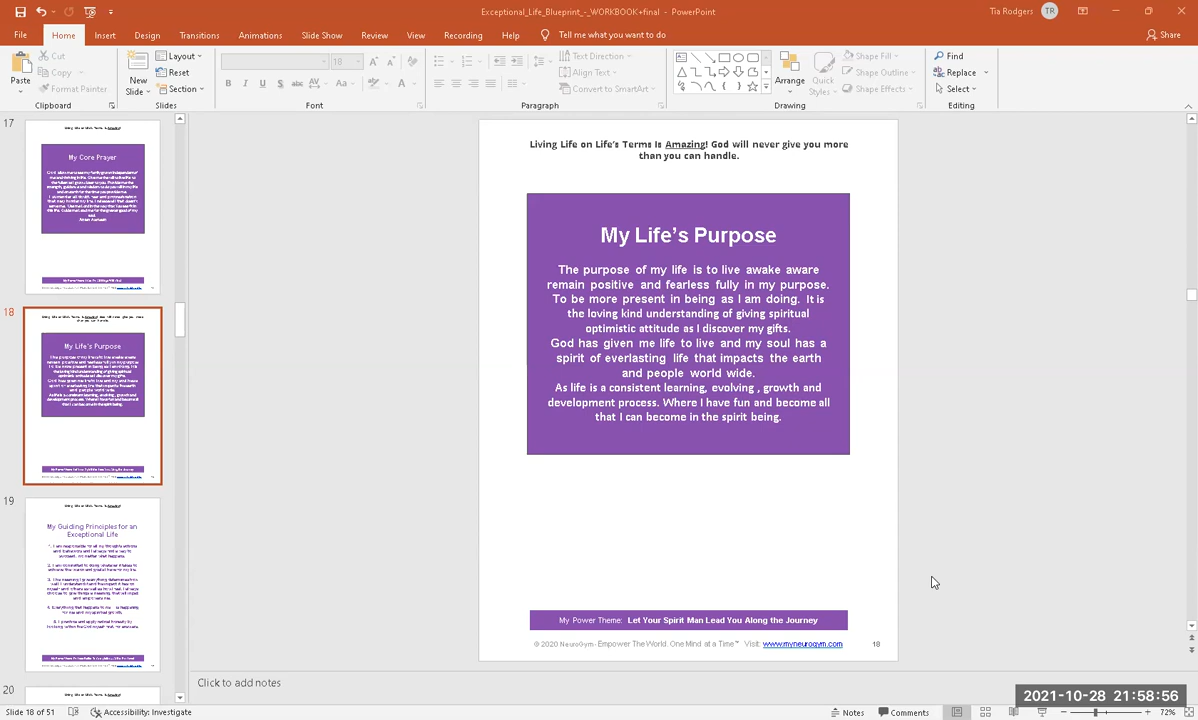 Exceptional_Life_Blueprint_-_WORKBOOK+final - PowerPoint
Tia Rodgers TR
File Home Insert Design Transitions Animations Slide Show Review View Recording Help Tell me what you want to do Share
Paste Cut Copy Format Painter Clipboard
New Slide Layout Reset Section Slides
18 Font
Paragraph Text Direction Align Text Convert to SmartArt
Arrange Quick Styles Shape Fill Shape Outline Shape Effects Drawing
Find Replace Select Editing
17
My Core Prayer
18
My Life's Purpose
19
My Guiding Principles for an
Exceptional Life
20
Living Life on Life's Terms Is Amazing! God will never give you more
than you can handle.
My Life's Purpose
The purpose of my life is to live awake aware
remain positive and fearless fully in my purpose.
To be more present in being as I am doing. It is
the loving kind understanding of giving spiritual
optimistic attitude as I discover my gifts.
God has given me life to live and my soul has a
spirit of everlasting life that impacts the earth
and people world wide.
As life is a consistent learning, evolving , growth and
development process. Where I have fun and become all
that I can become in the spirit being.
My Power Theme: Let Your Spirit Man Lead You Along the Journey
© 2020 NeuroGym- Empower The World. One Mind at a Time™ Visit: www.myneurogym.com 18
Click to add notes
2021-10-28 21:58:56
Slide 18 of 51 Accessibility: Investigate Notes Comments 72%